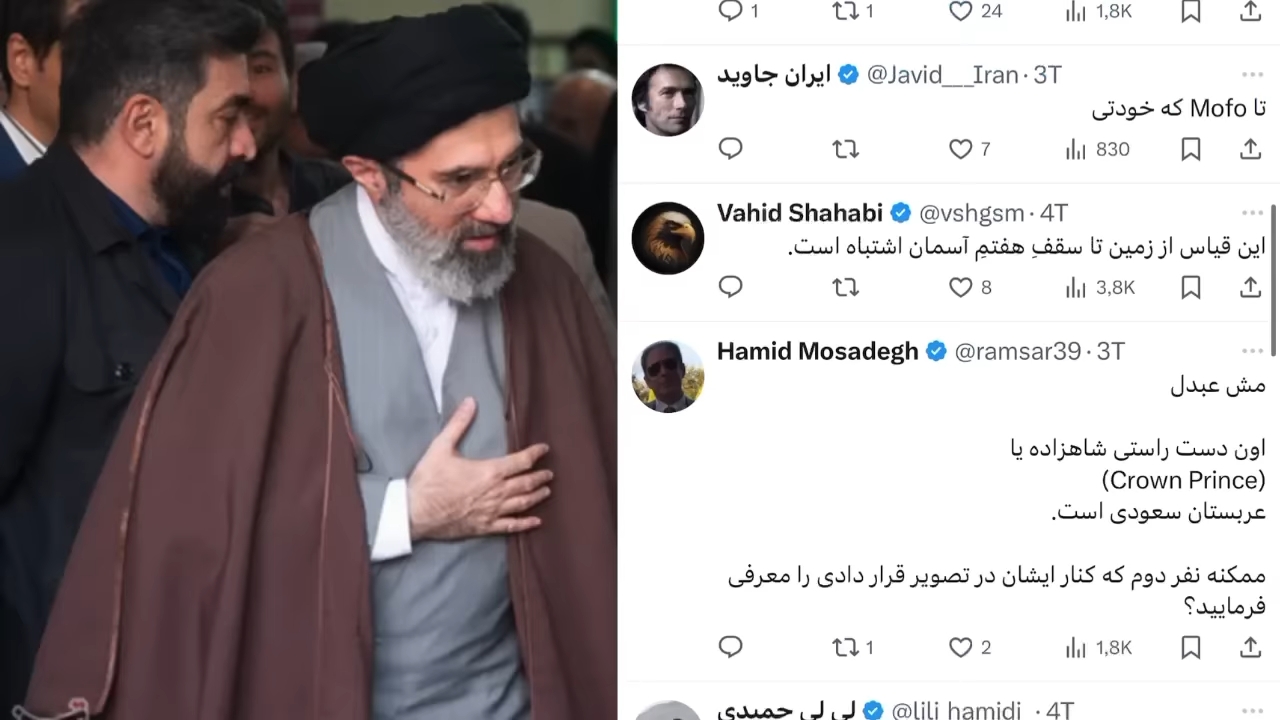 1 1 24 1,8K
ایران جاوید @Javid___Iran · 3T
تا Mofo که خودتی
7 830
Vahid Shahabi @vshgsm · 4T
این قیاس از زمین تا سقفِ هفتمِ آسمان اشتباه است.
8 3,8K
Hamid Mosadegh @ramsar39 · 3T
مش عبدل
اون دست راستی شاهزاده یا
(Crown Prince)
عربستان سعودی است.
ممکنه نفر دوم که کنار ایشان در تصویر قرار دادی را معرفی
فرمایید؟
1 2 1,8K
لی لی حمیدی @lili_hamidi_ · 4T